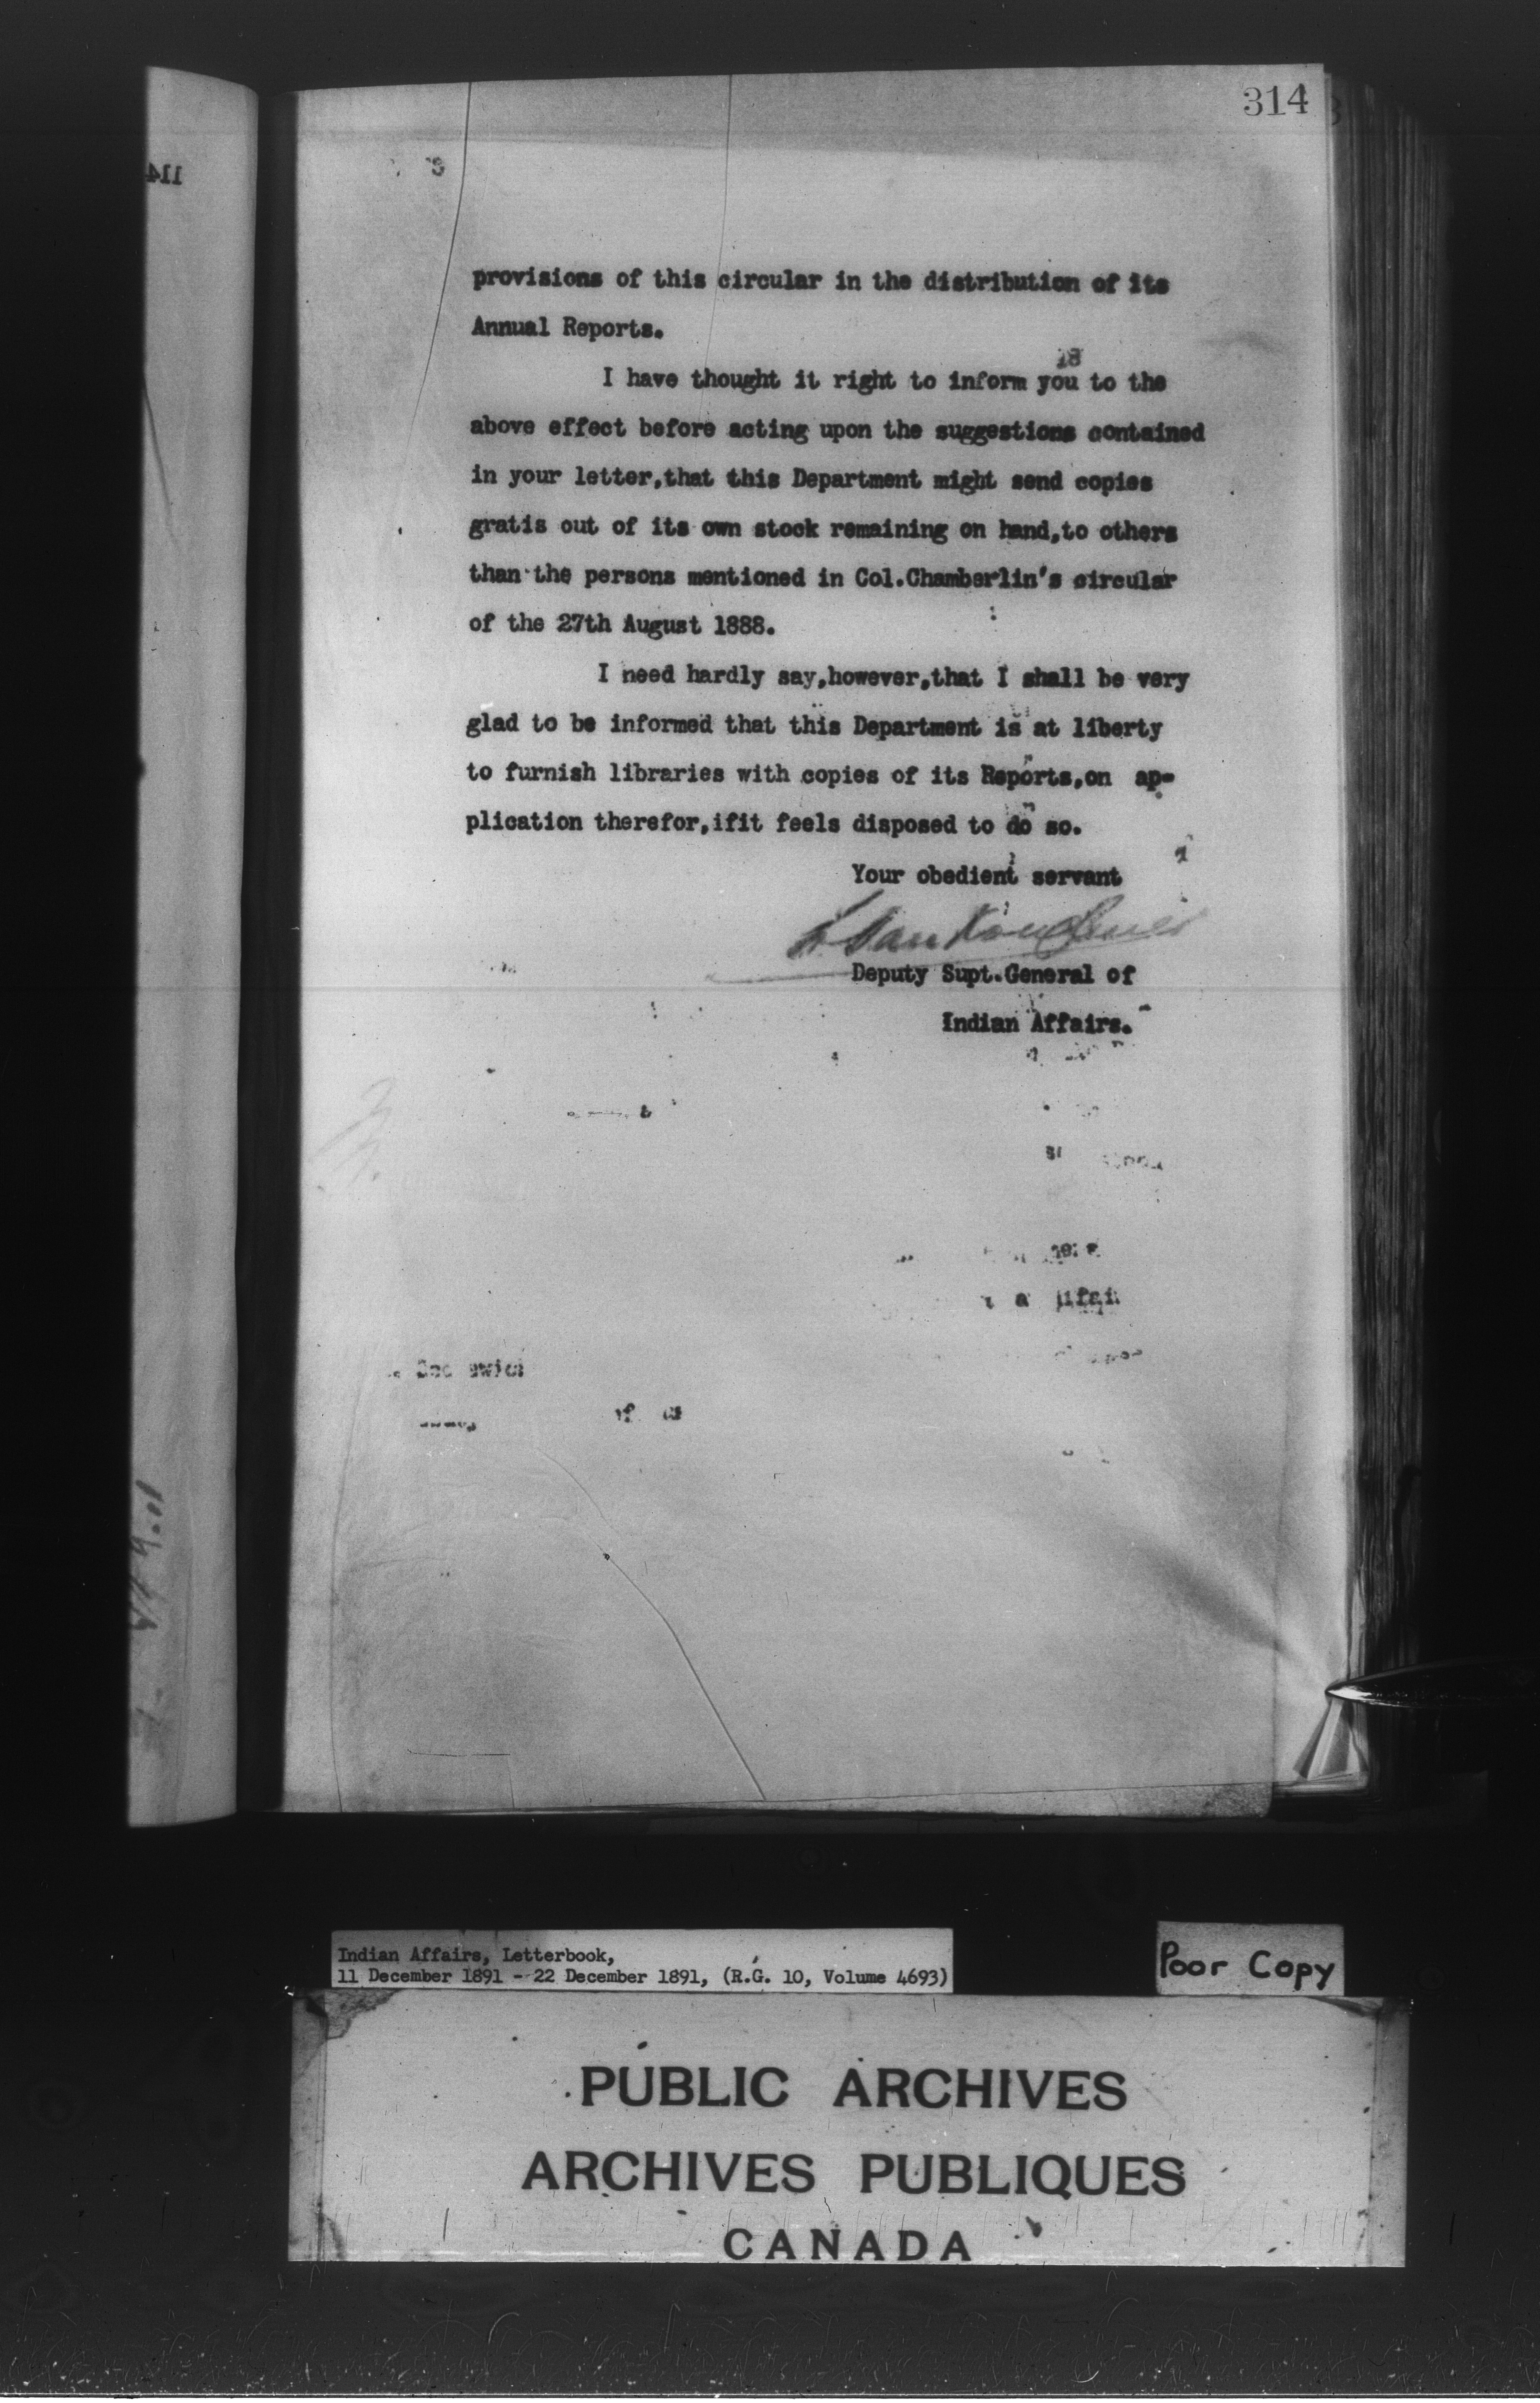 314
provisions of this circular in the distribution of its
Annual Reports.
I have thought it right to inform you to the
above effect before acting upon the suggestions contained
in your letter,that this Department might send copies
gratis out of its own stock remaining on hand,to others
than the persons mentioned in Col.Chamberlin's circular
of the 27th August 1888.
I need hardly say,however,that I shall be very
glad to be informed that this Department is at liberty
to furnish libraries with copies of its Reports,on ap-
plication therefor,ifit feels disposed to do so.
Your obedient servant
L. Vankoughnet
Deputy Supt.General of
Indian Affairs.
Indian Affairs, Letterbook,
11 December 1891 - 22 December 1891, (R.G. 10, Volume 4693)
Poor Copy
PUBLIC ARCHIVES
ARCHIVES PUBLIQUES
CANADA